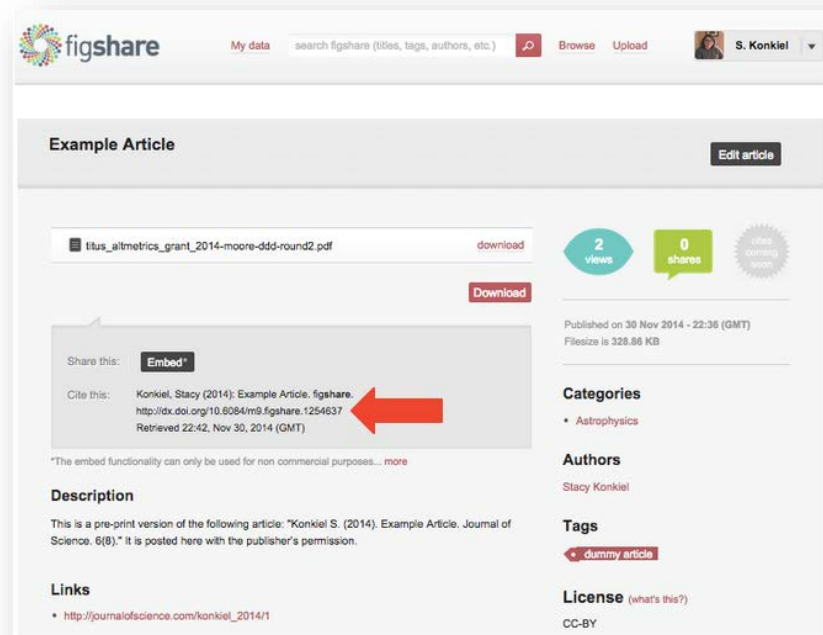 figshare
My data
search figshare (titles, tags, authors, etc.)
Browse Upload
S. Konkiel
Example Article
Edit article
titus_altmetrics_grant_2014-moore-ddd-round2.pdf
download
Download
2
views
0
shares
cites
coming
soon
Published on 30 Nov 2014 - 22:36 (GMT)
Filesize is 328.86 KB
Share this:
Embed*
Cite this:
Konkiel, Stacy (2014): Example Article. figshare.
http://dx.doi.org/10.6084/m9.figshare.1254637
Retrieved 22:42, Nov 30, 2014 (GMT)
*The embed functionality can only be used for non commercial purposes... more
Description
This is a pre-print version of the following article: "Konkiel S. (2014). Example Article. Journal of
Science. 6(8)." It is posted here with the publisher's permission.
Links
• http://journalofscience.com/konkiel_2014/1
Categories
• Astrophysics
Authors
Stacy Konkiel
Tags
dummy article
License (what's this?)
CC-BY